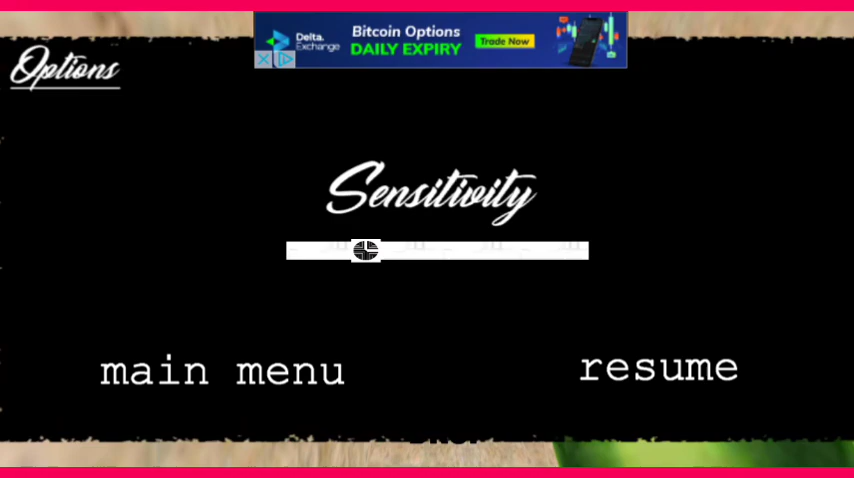 Delta.
Exchange
Bitcoin Options
DAILY EXPIRY
Trade Now
Options
Sensitivity
main menu
resume